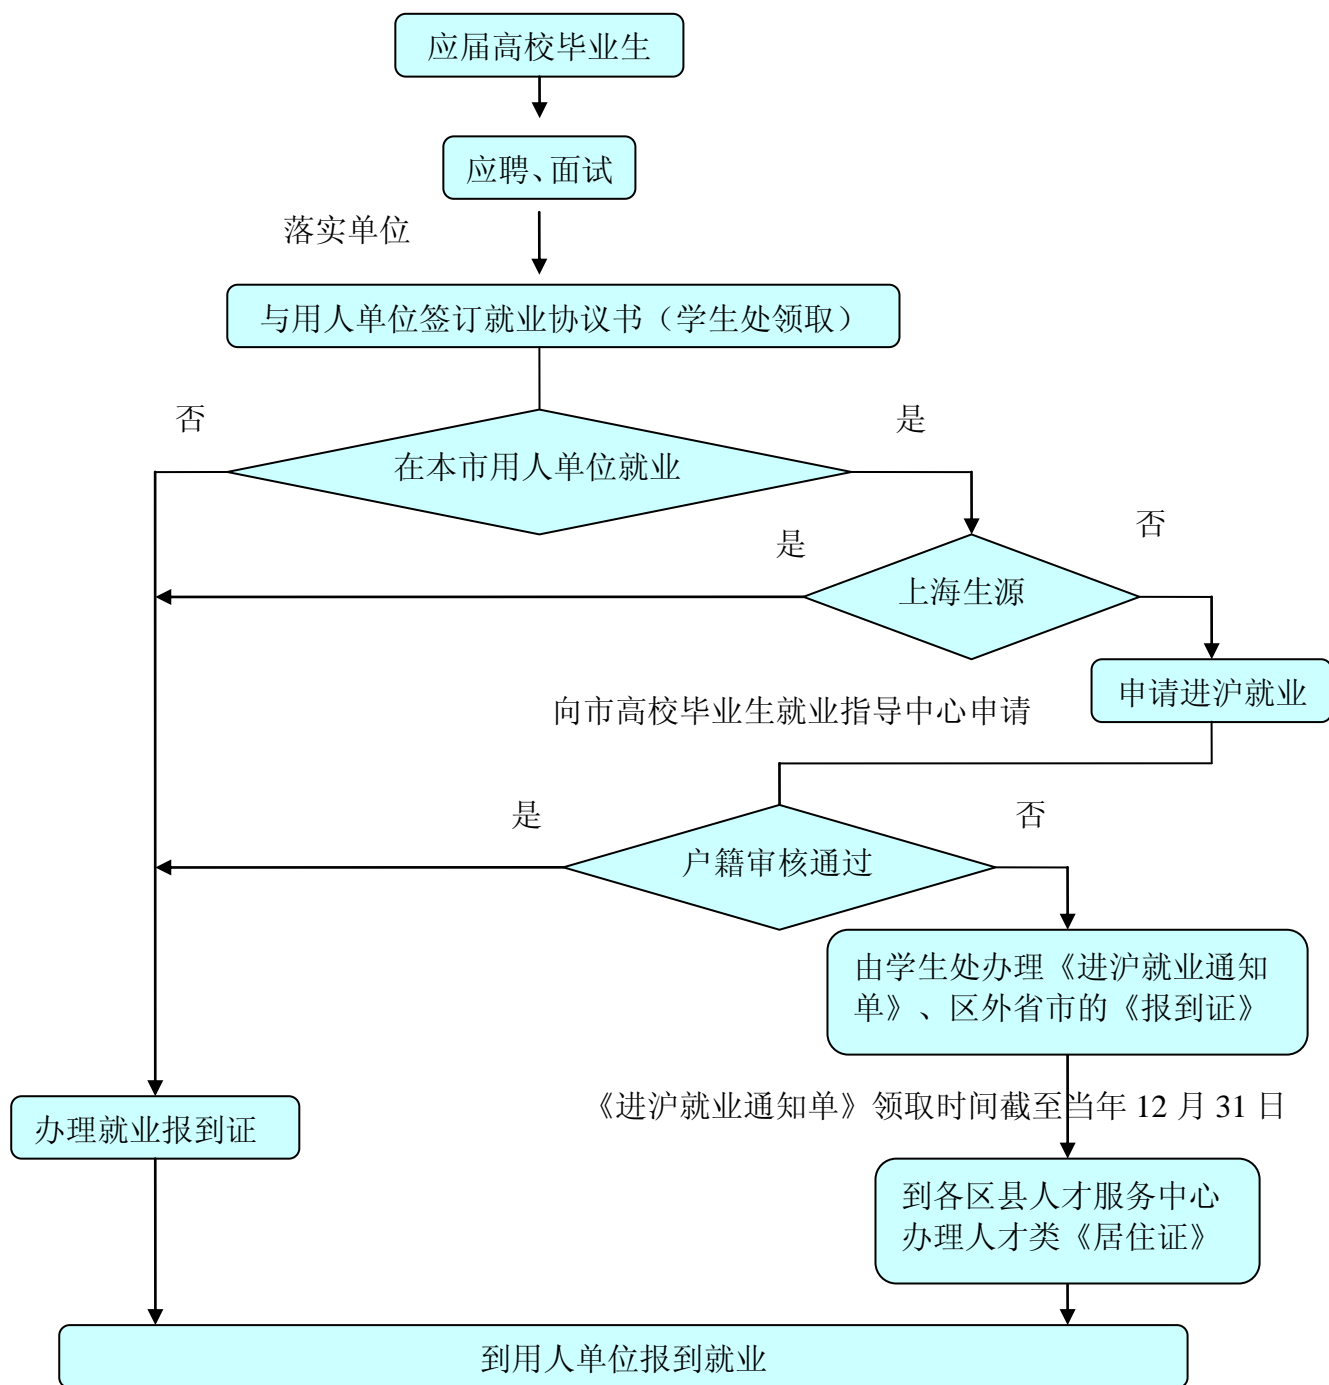 应届高校毕业生
应聘、面试
落实单位
与用人单位签订就业协议书（学生处领取）
否
是
在本市用人单位就业
是
否
上海生源
申请进沪就业
向市高校毕业生就业指导中心申请
是
否
户籍审核通过
由学生处办理《进沪就业通知
单》、区外省市的《报到证》
《进沪就业通知单》领取时间截至当年 12 月 31 日
办理就业报到证
到各区县人才服务中心
办理人才类《居住证》
到用人单位报到就业